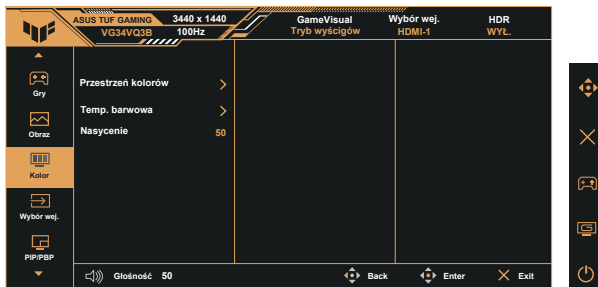 ASUS TUF GAMING 3440 x 1440
VG34VQ3B 100Hz
GameVisual
Tryb wyścigów
Wybór wej.
HDMI-1
HDR
WYŁ.
Gry
Obraz
Kolor
Wybór wej.
PIP/PBP
Przestrzeń kolorów
Temp. barwowa
Nasycenie 50
Głośność 50
Back
Enter
Exit